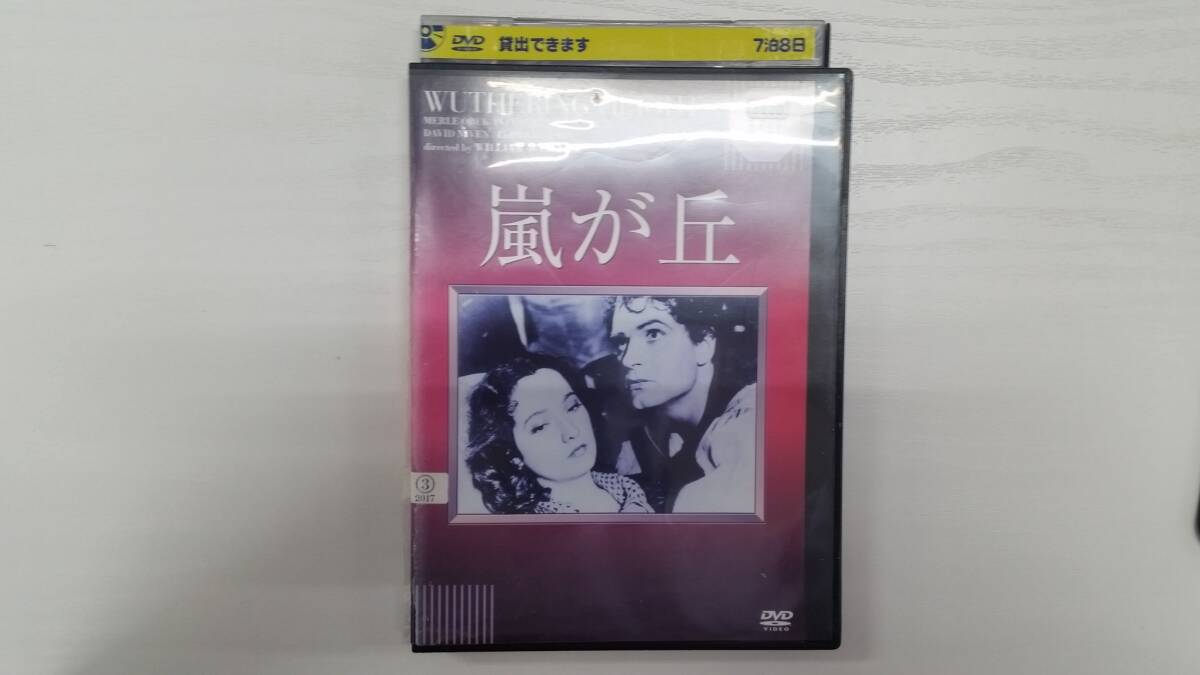 DVD 貸出できます 7泊8日
WUTHERING
MERLE
DAVID NIVEN
directed by
嵐が丘
③
2017
DVD
VIDEO